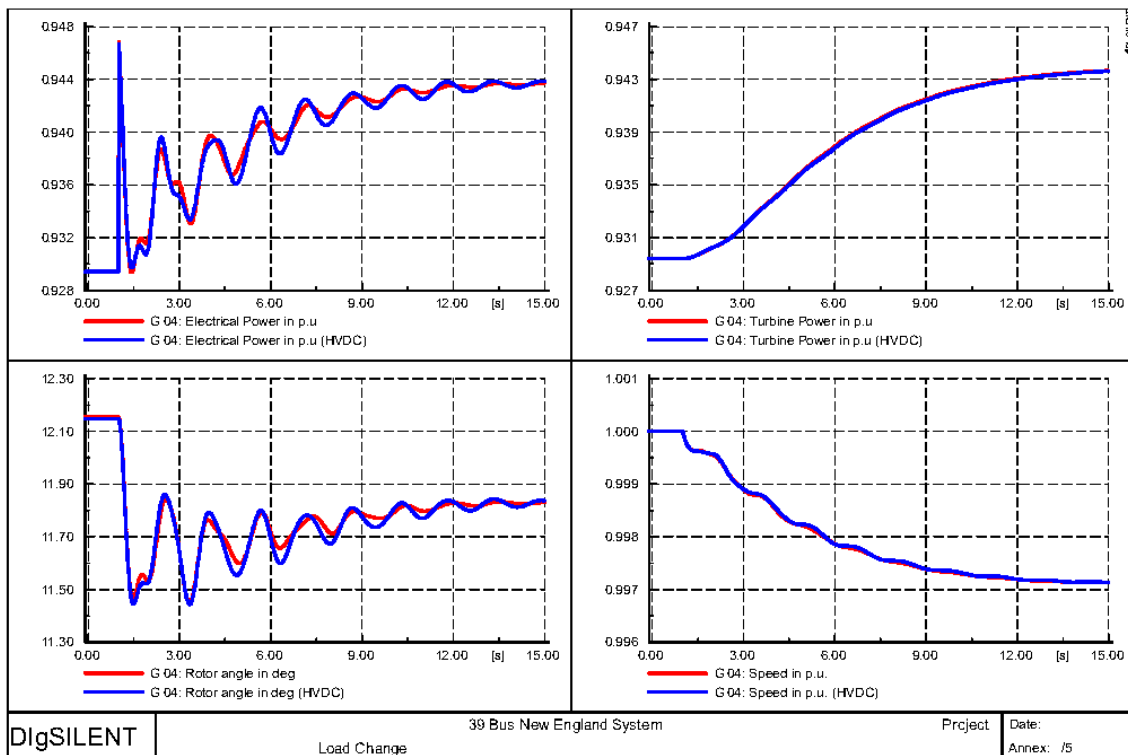 0.948
0.944
0.940
0.936
0.932
0.928
0.00 3.00 6.00 9.00 12.00 [s] 15.00
G 04: Electrical Power in p.u
G 04: Electrical Power in p.u (HVDC)
0.947
0.943
0.939
0.935
0.931
0.927
0.00 3.00 6.00 9.00 12.00 [s] 15.00
G 04: Turbine Power in p.u
G 04: Turbine Power in p.u (HVDC)
12.30
12.10
11.90
11.70
11.50
11.30
0.00 3.00 6.00 9.00 12.00 [s] 15.00
G 04: Rotor angle in deg
G 04: Rotor angle in deg (HVDC)
1.001
1.000
0.999
0.998
0.997
0.996
0.00 3.00 6.00 9.00 12.00 [s] 15.00
G 04: Speed in p.u.
G 04: Speed in p.u. (HVDC)
DIgSILENT
39 Bus New England System
Load Change
Project
Date:
Annex: /5